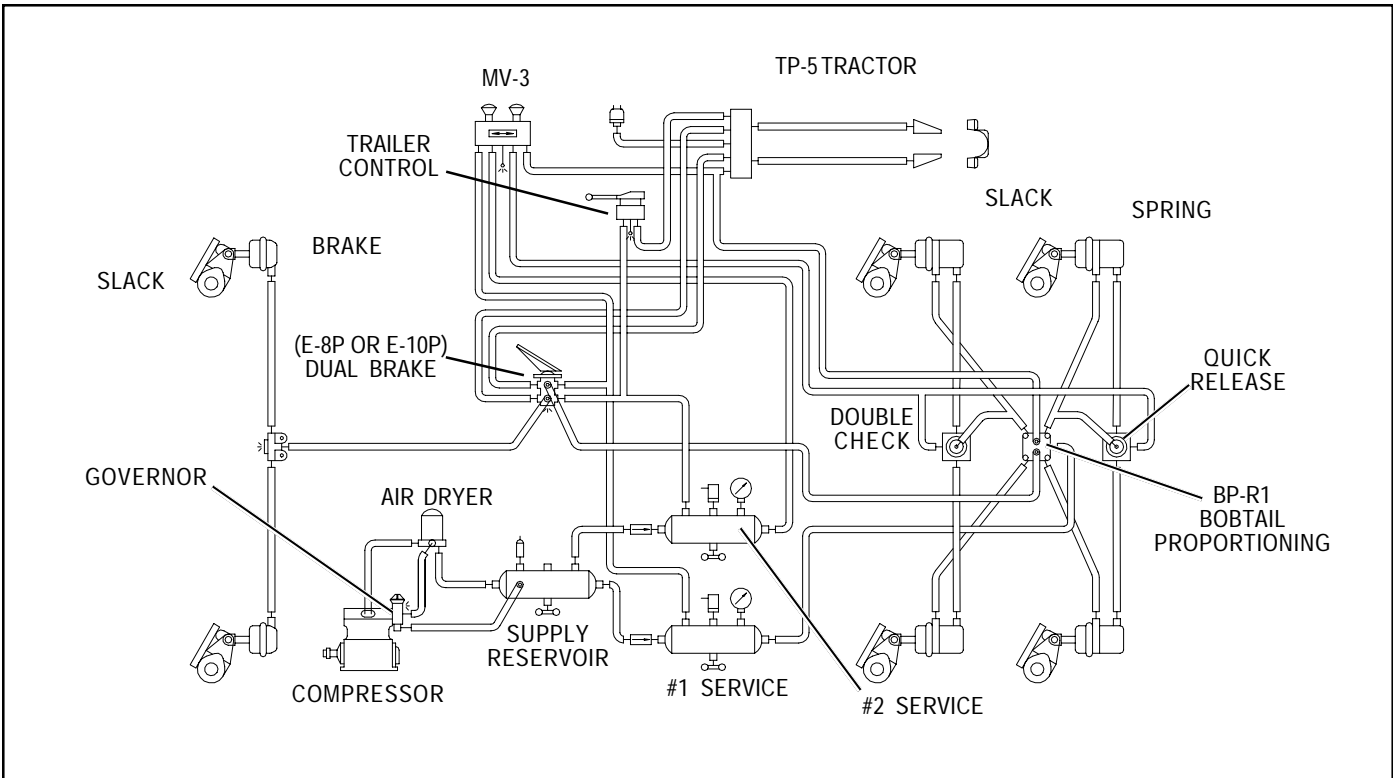 MV-3
TP-5 TRACTOR
TRAILER
CONTROL
SLACK
SPRING
BRAKE
SLACK
(E-8P OR E-10P)
DUAL BRAKE
QUICK
RELEASE
DOUBLE
CHECK
GOVERNOR
AIR DRYER
BP-R1
BOBTAIL
PROPORTIONING
SUPPLY
RESERVOIR
COMPRESSOR
#1 SERVICE
#2 SERVICE